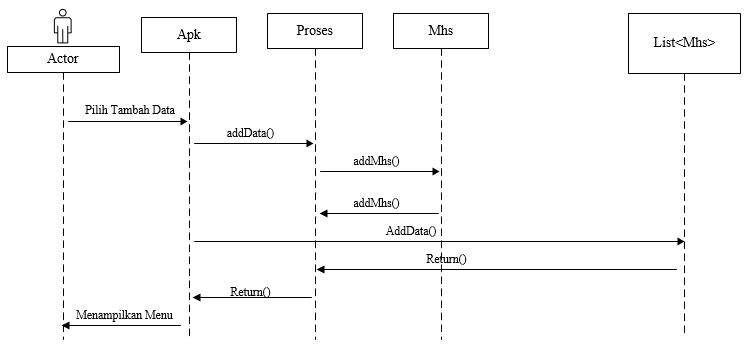 Actor
Apk
Proses
Mhs
List<Mhs>
Pilih Tambah Data
addData()
addMhs()
addMhs()
AddData()
Return()
Return()
Menampilkan Menu